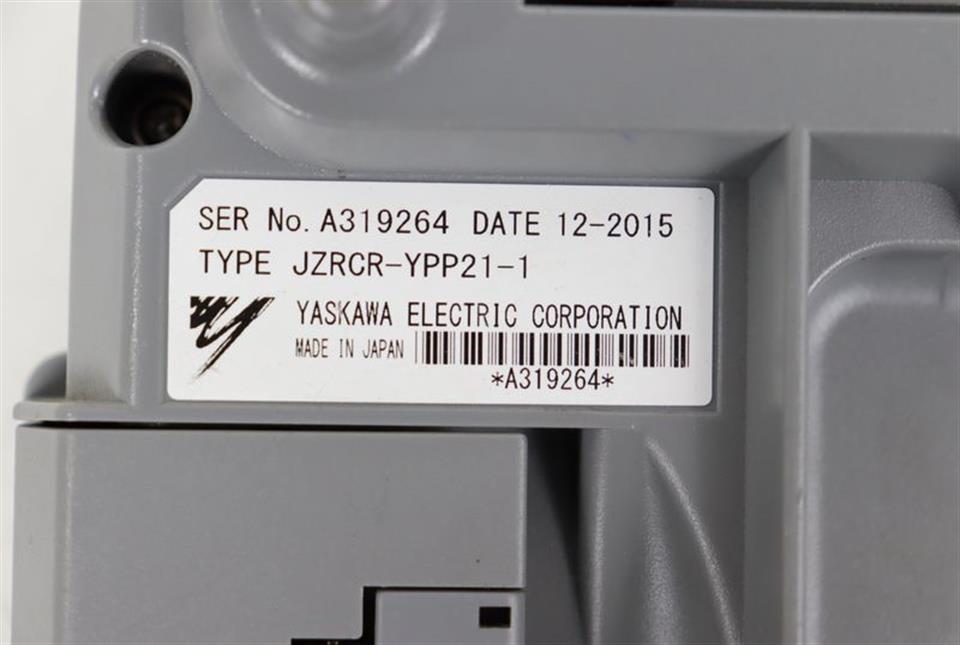 SER No. A319264 DATE 12-2015
TYPE JZRCR-YPP21-1
YASKAWA ELECTRIC CORPORATION
MADE IN JAPAN
*A319264*